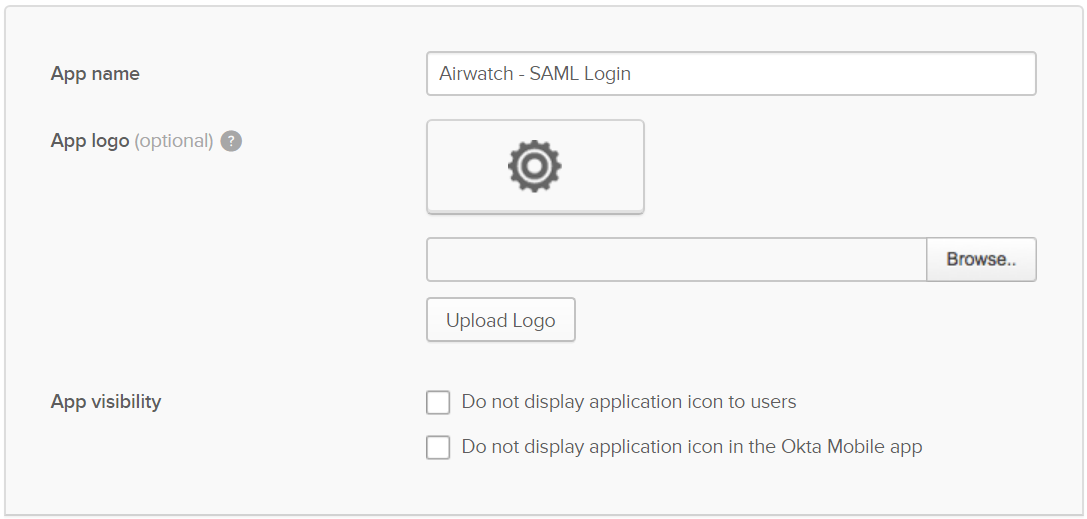 App name
Airwatch - SAML Login
App logo (optional) ?
Browse..
Upload Logo
App visibility
Do not display application icon to users
Do not display application icon in the Okta Mobile app